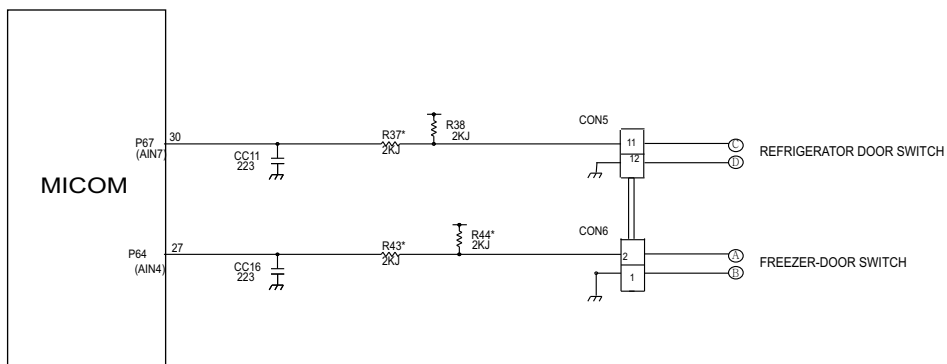 MICOM
P67
(AIN7)
30
CC11
223
R37*
2KJ
R38
2KJ
CON5
11
12
C
D
REFRIGERATOR DOOR SWITCH
P64
(AIN4)
27
CC16
223
R43*
2KJ
R44*
2KJ
CON6
2
1
A
B
FREEZER-DOOR SWITCH